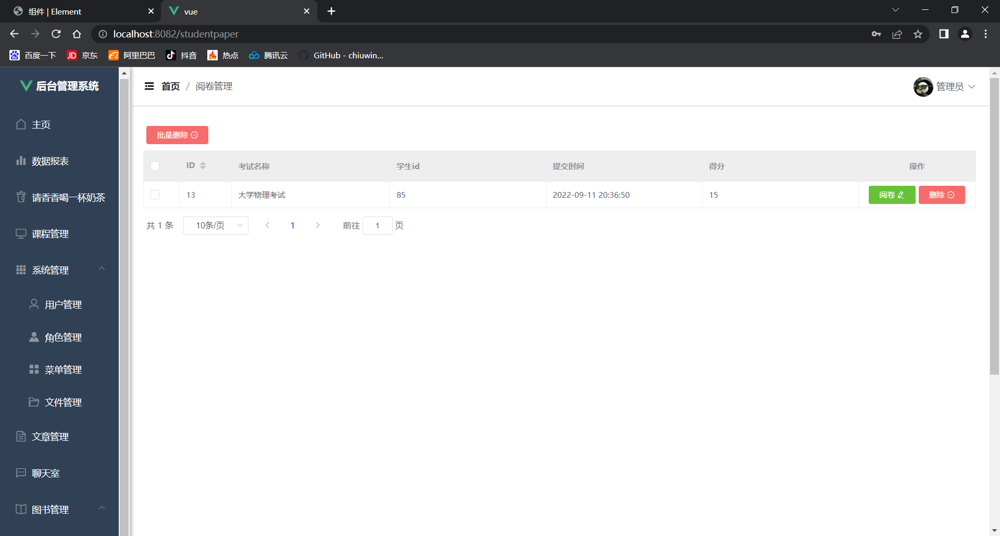 组件 | Element
vue
localhost:8082/studentpaper
百度一下
JD 京东
阿里巴巴
抖音
热点
腾讯云
GitHub - chiuwin...
后台管理系统
首页 / 阅卷管理
管理员
主页
数据报表
请香香喝一杯奶茶
课程管理
系统管理
用户管理
角色管理
菜单管理
文件管理
文章管理
聊天室
图书管理
批量删除
ID 考试名称 学生id 提交时间 得分 操作
13 大学物理考试 85 2022-09-11 20:36:50 15 阅卷 删除
共 1 条 10条/页 1 前往 1 页